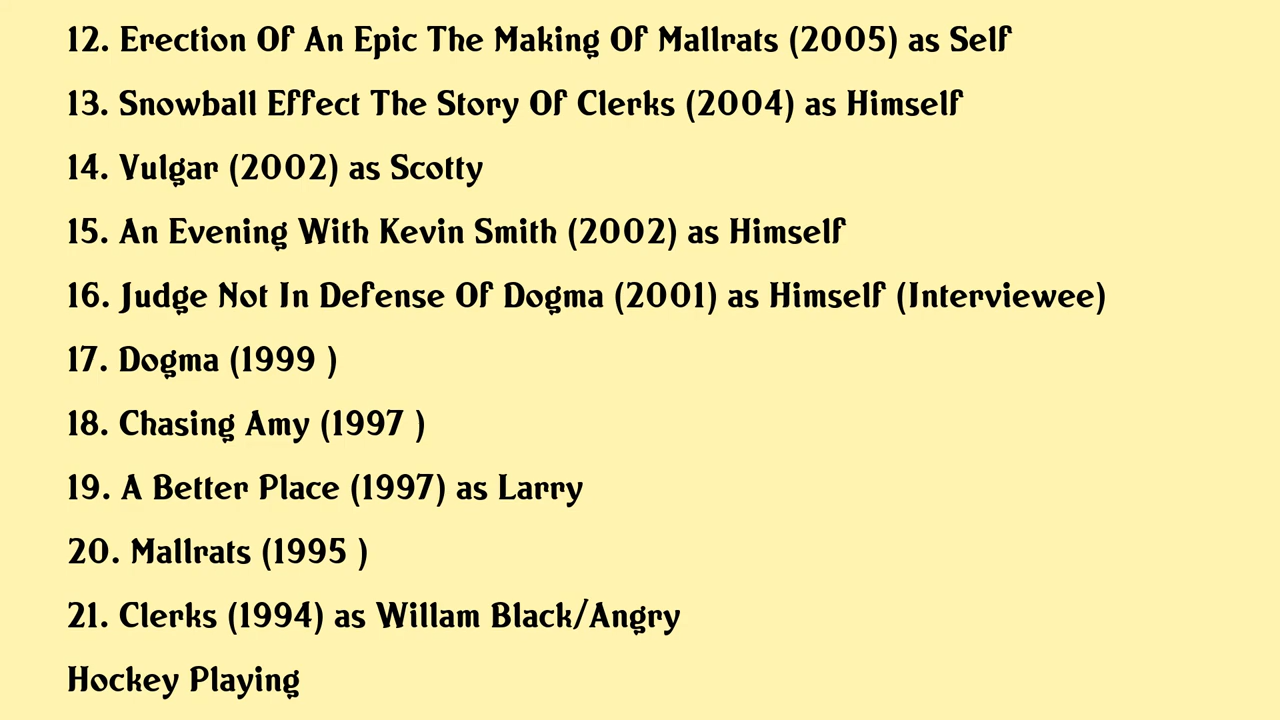 12. Erection Of An Epic The Making Of Mallrats (2005) as Self
13. Snowball Effect The Story Of Clerks (2004) as Himself
14. Vulgar (2002) as Scotty
15. An Evening With Kevin Smith (2002) as Himself
16. Judge Not In Defense Of Dogma (2001) as Himself (Interviewee)
17. Dogma (1999 )
18. Chasing Amy (1997 )
19. A Better Place (1997) as Larry
20. Mallrats (1995 )
21. Clerks (1994) as Willam Black/Angry
Hockey Playing